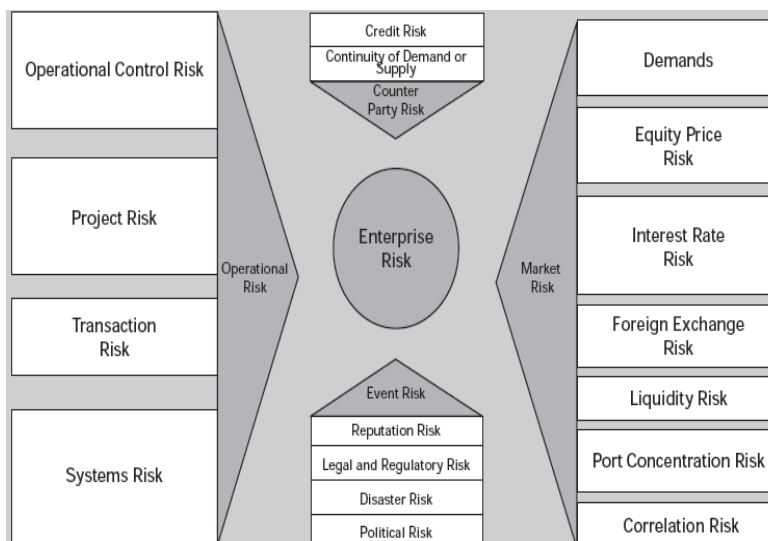 Operational Control Risk
Project Risk
Transaction
Risk
Systems Risk
Operational
Risk
Credit Risk
Continuity of Demand or
Supply
Counter
Party Risk
Enterprise
Risk
Event Risk
Reputation Risk
Legal and Regulatory Risk
Disaster Risk
Political Risk
Market
Risk
Demands
Equity Price
Risk
Interest Rate
Risk
Foreign Exchange
Risk
Liquidity Risk
Port Concentration Risk
Correlation Risk